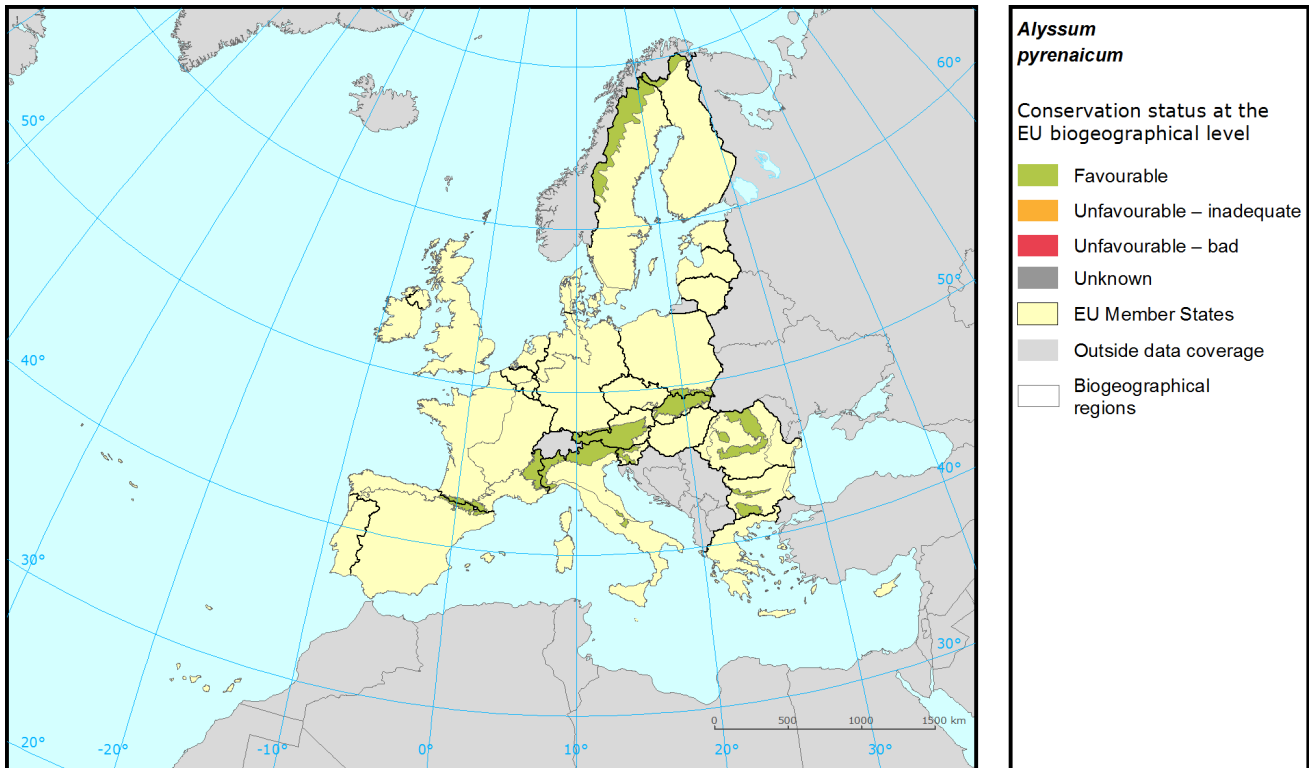 60°
50°
50°
40°
40°
30°
30°
20°
-20°
-10°
0°
10°
20°
30°
0 500 1000 1500 km
Alyssum
pyrenaicum
Conservation status at the
EU biogeographical level
Favourable
Unfavourable – inadequate
Unfavourable – bad
Unknown
EU Member States
Outside data coverage
Biogeographical
regions